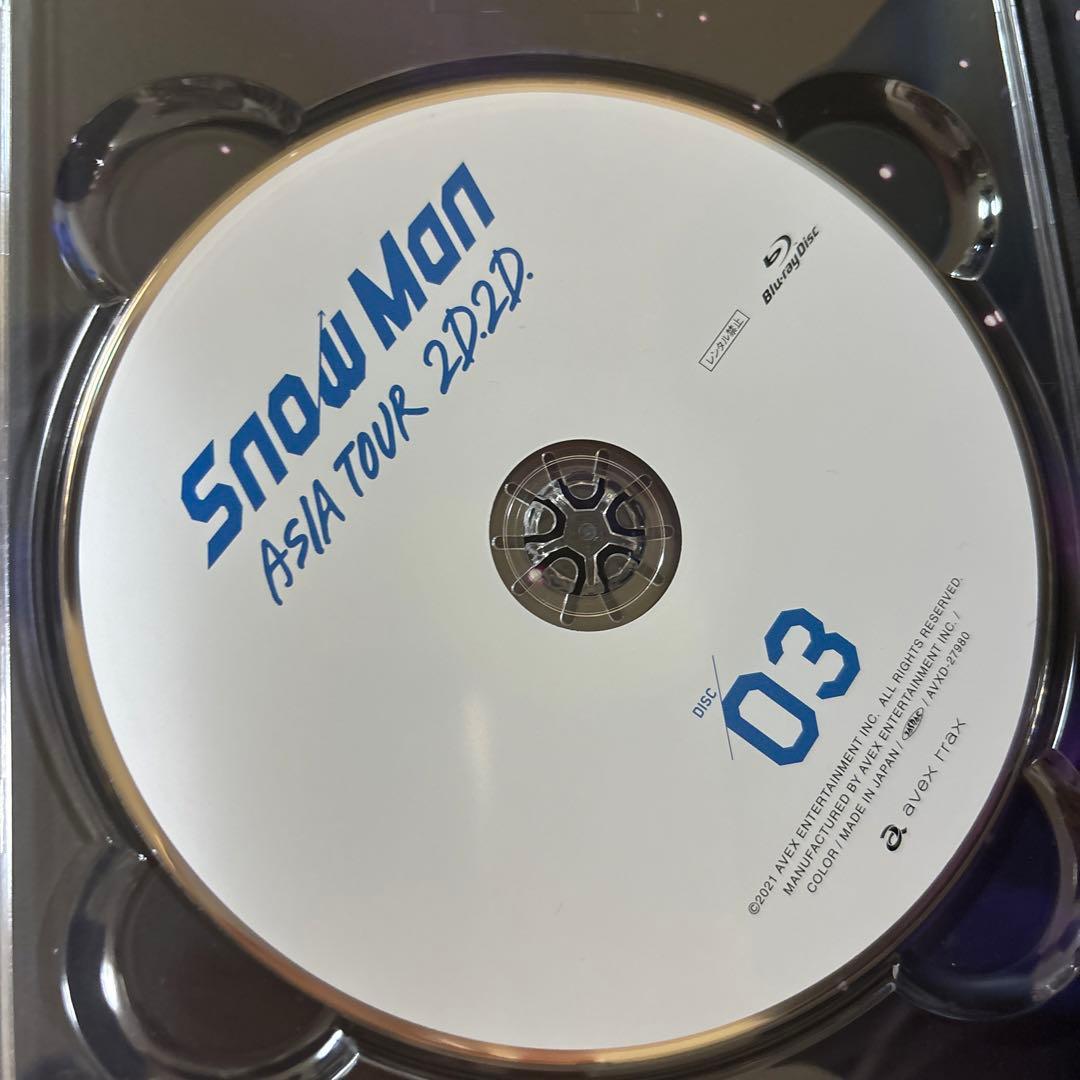 Snow Man
ASIA TOUR 2D.2D.
Blu-ray Disc
レンタル禁止
DISC
03
©2021 AVEX ENTERTAINMENT INC. ALL RIGHTS RESERVED.
MANUFACTURED BY AVEX ENTERTAINMENT INC. /
COLOR / MADE IN JAPAN / JASRAC / AVXD-27980
avex trax